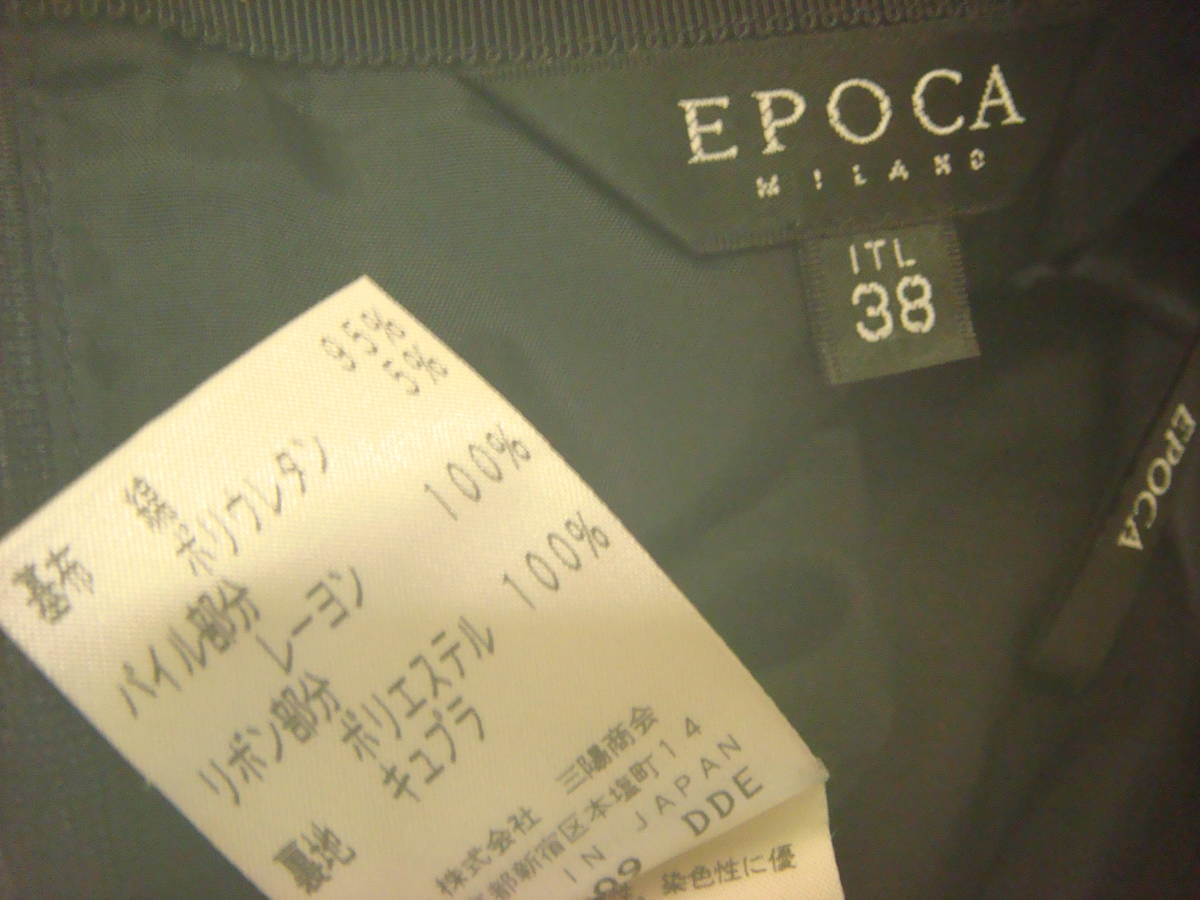 EPOCA
MILANO
ITL
38
EPOCA
基布 綿 95%
ポリウレタン 5%
パイル部分
レーヨン 100%
リボン部分
ポリエステル 100%
裏地 キュプラ
株式会社 三陽商会
都新宿区本塩町14
IN JAPAN
DDE
09
染色性に優